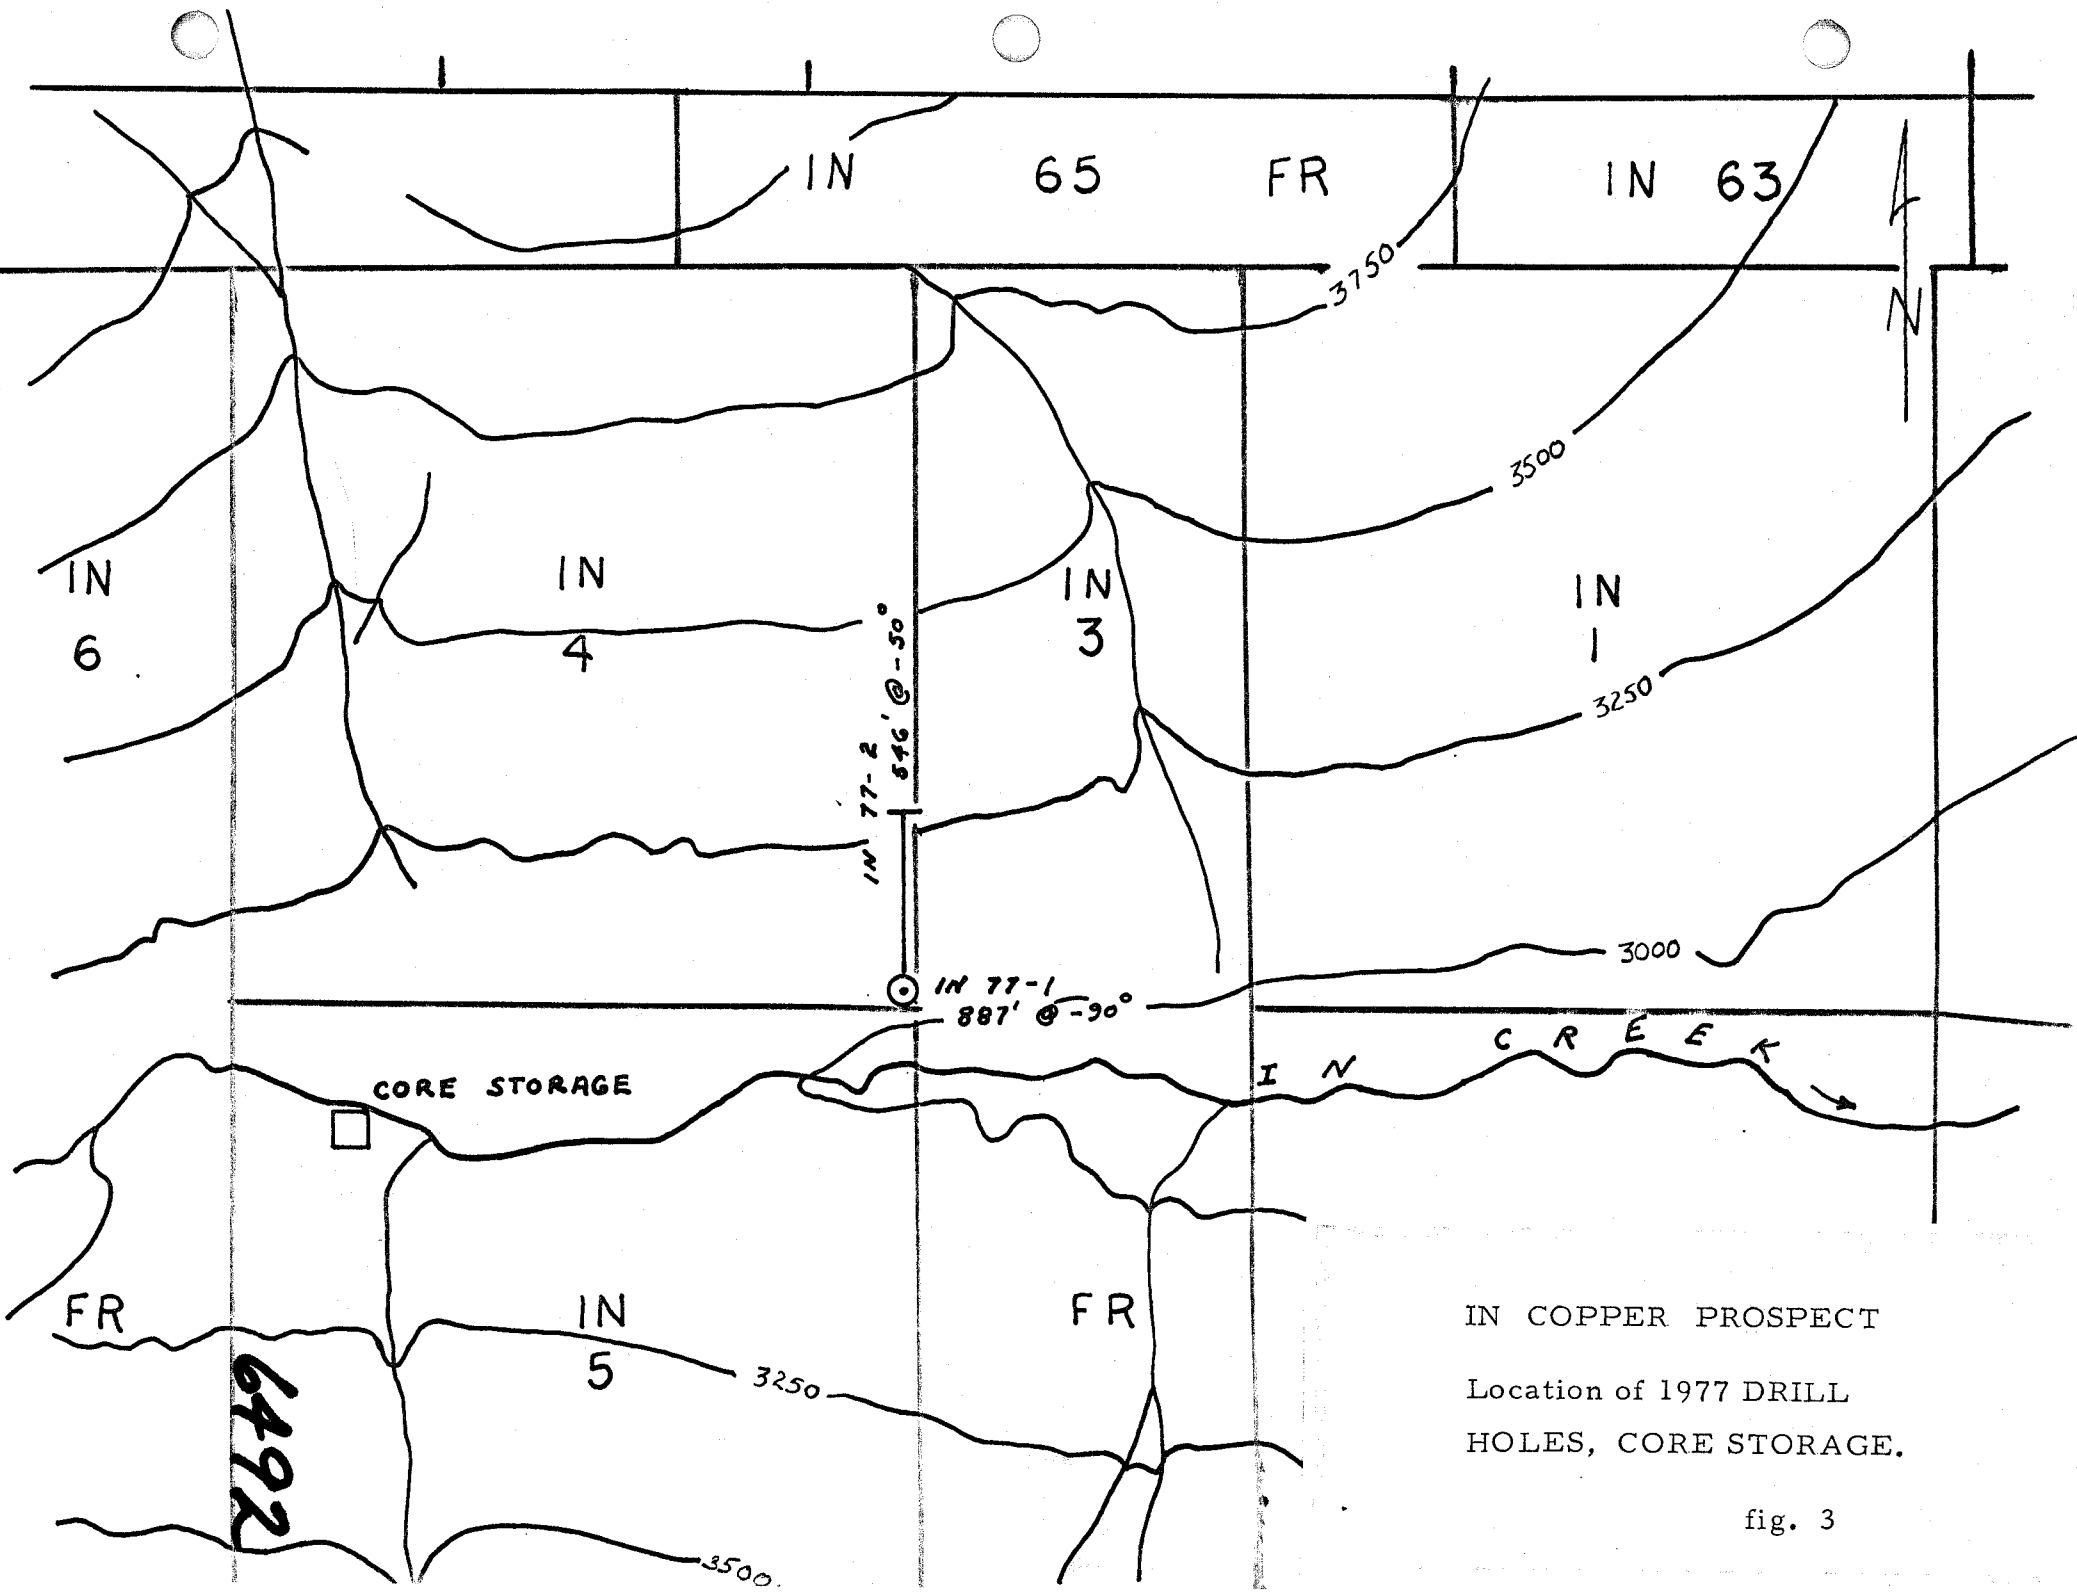 IN 65 FR
IN 63
3750
N
3500
IN
6
IN
4
IN
3
IN
1
3250
IN 77-2
546' @ -50°
3000
IN 77-1
887' @ -90°
IN CREEK
CORE STORAGE
FR
IN
5
FR
3250
6492
3500
IN COPPER PROSPECT
Location of 1977 DRILL
HOLES, CORE STORAGE.
fig. 3